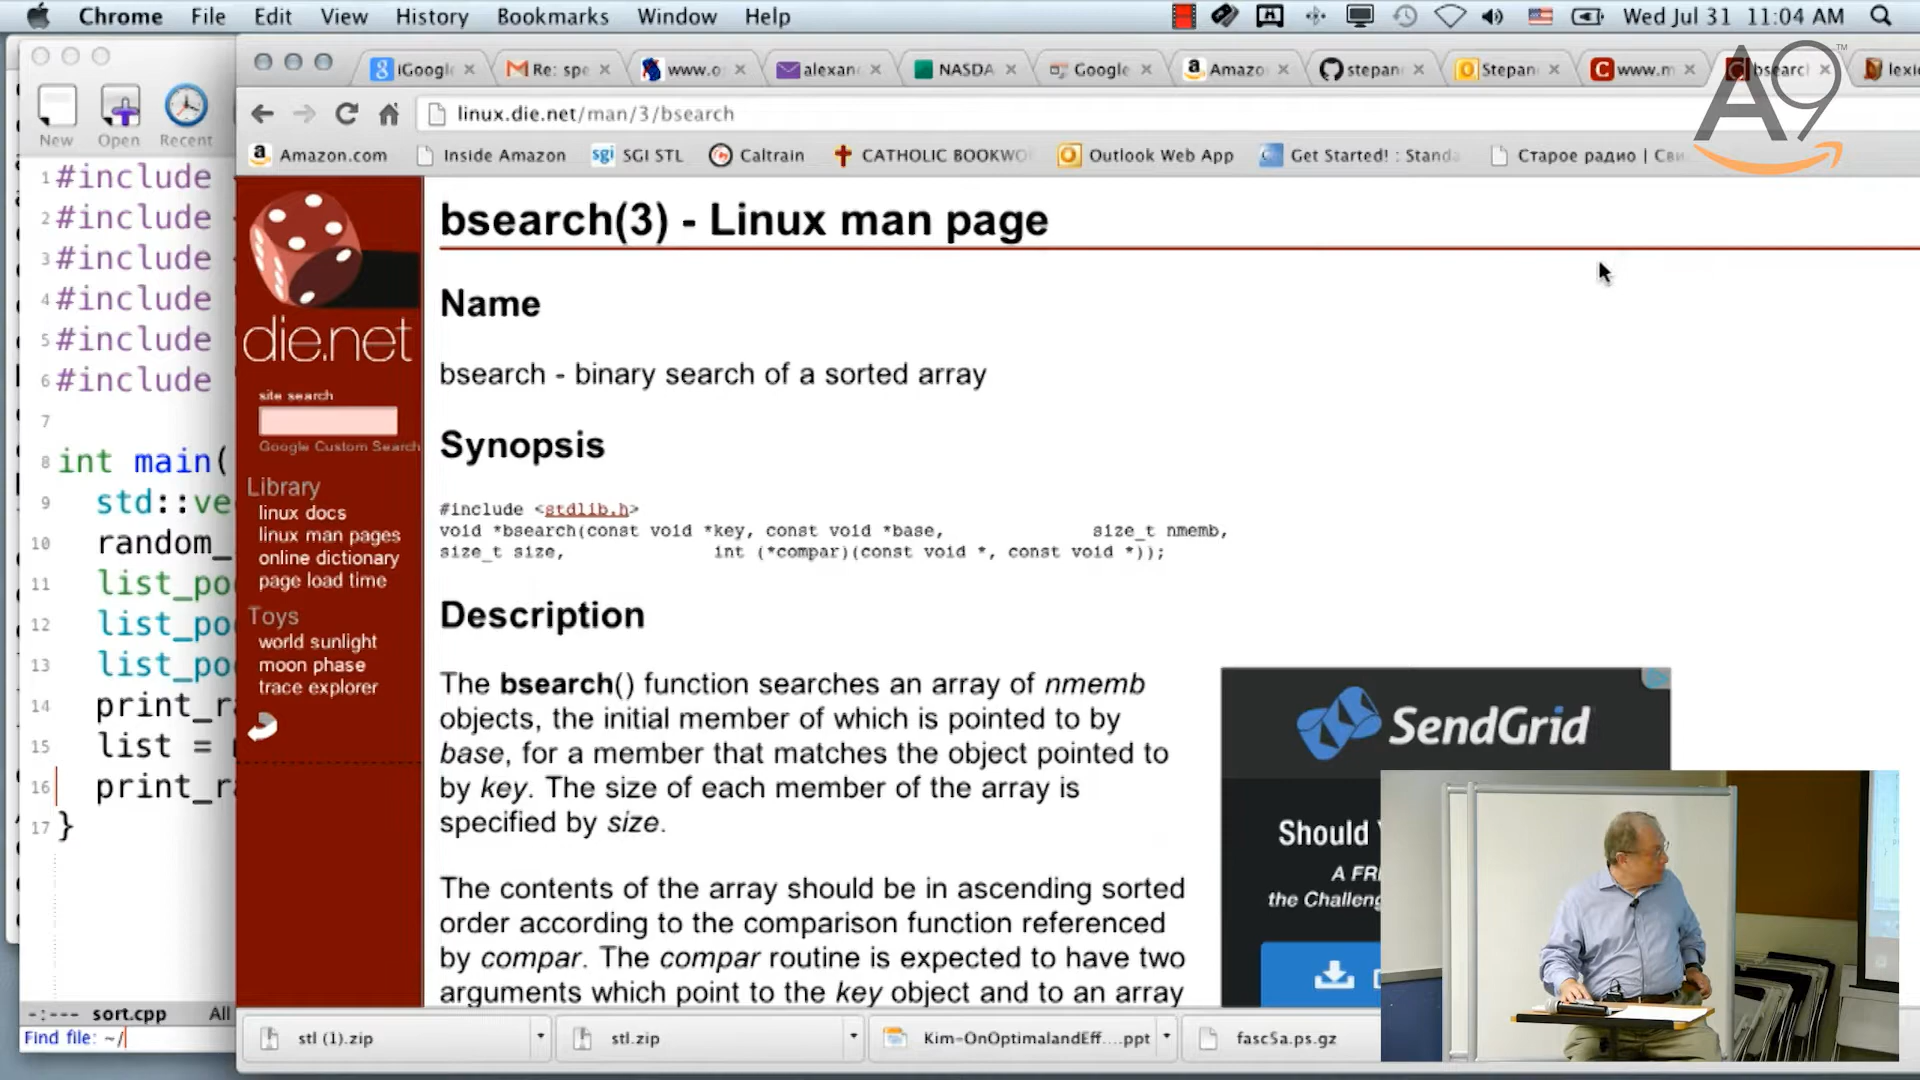 Chrome File Edit View History Bookmarks Window Help Wed Jul 31 11:04 AM
iGoogl Re: spe www.o alexan NASDA Google Amazo stepan Stepan www.m bsearcl lexi
linux.die.net/man/3/bsearch
Amazon.com Inside Amazon sgi SGI STL Caltrain CATHOLIC BOOKWO Outlook Web App Get Started! : Standa Старое радио | Сви
A9™
New Open Recent
1 #include
2 #include
3 #include
4 #include
5 #include
6 #include
7
8 int main(
9 std::ve
10 random_
11 list_po
12 list_po
13 list_po
14 print_ra
15 list =
16 print_ra
17 }
-:--- sort.cpp All
Find file: ~/
die.net
site search
Google Custom Search
Library
linux docs
linux man pages
online dictionary
page load time
Toys
world sunlight
moon phase
trace explorer
bsearch(3) - Linux man page
Name
bsearch - binary search of a sorted array
Synopsis
#include <stdlib.h>
void *bsearch(const void *key, const void *base, size_t nmemb,
size_t size, int (*compar)(const void *, const void *));
Description
The bsearch() function searches an array of nmemb
objects, the initial member of which is pointed to by
base, for a member that matches the object pointed to
by key. The size of each member of the array is
specified by size.
The contents of the array should be in ascending sorted
order according to the comparison function referenced
by compar. The compar routine is expected to have two
arguments which point to the key object and to an array
SendGrid
Should
A FR
the Challeng
stl (1).zip stl.zip Kim-OnOptimalandEff....ppt fasc5a.ps.gz